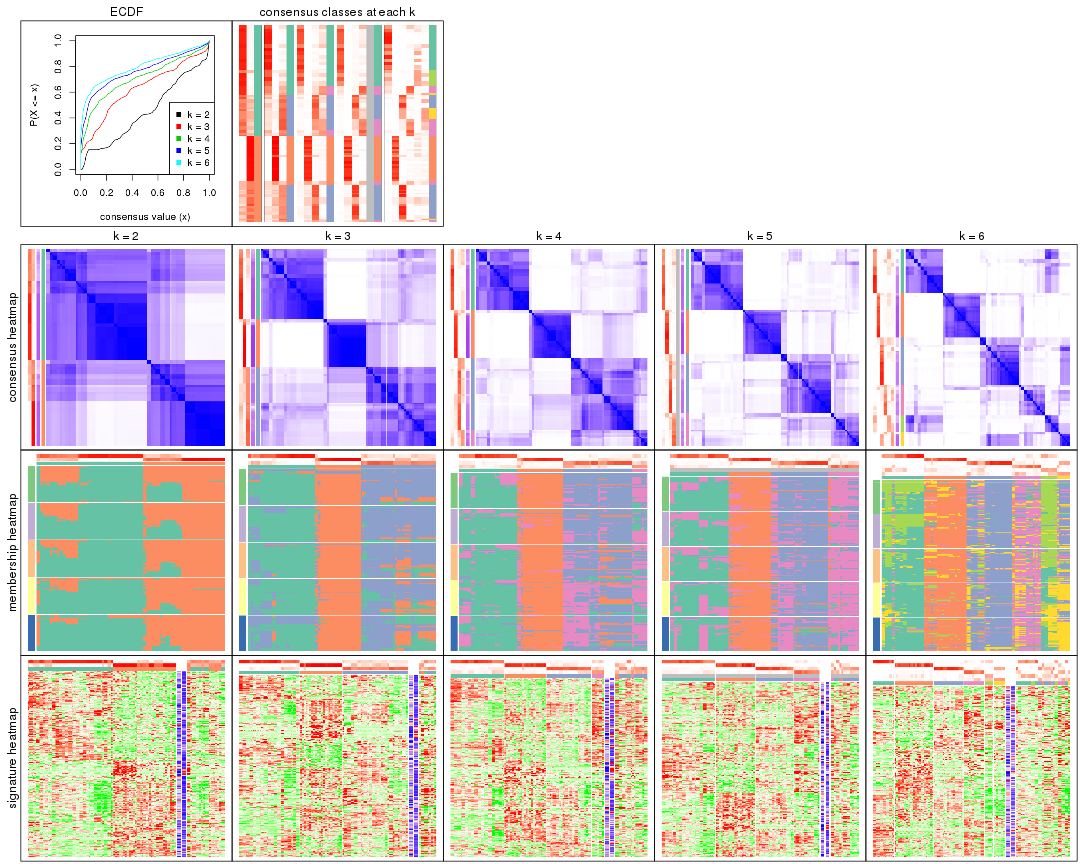 ECDF
consensus classes at each k
P(X <= x)
0.0 0.2 0.4 0.6 0.8 1.0
k = 2
k = 3
k = 4
k = 5
k = 6
0.0 0.2 0.4 0.6 0.8 1.0
consensus value (x)
k = 2 k = 3 k = 4 k = 5 k = 6
consensus heatmap
membership heatmap
signature heatmap